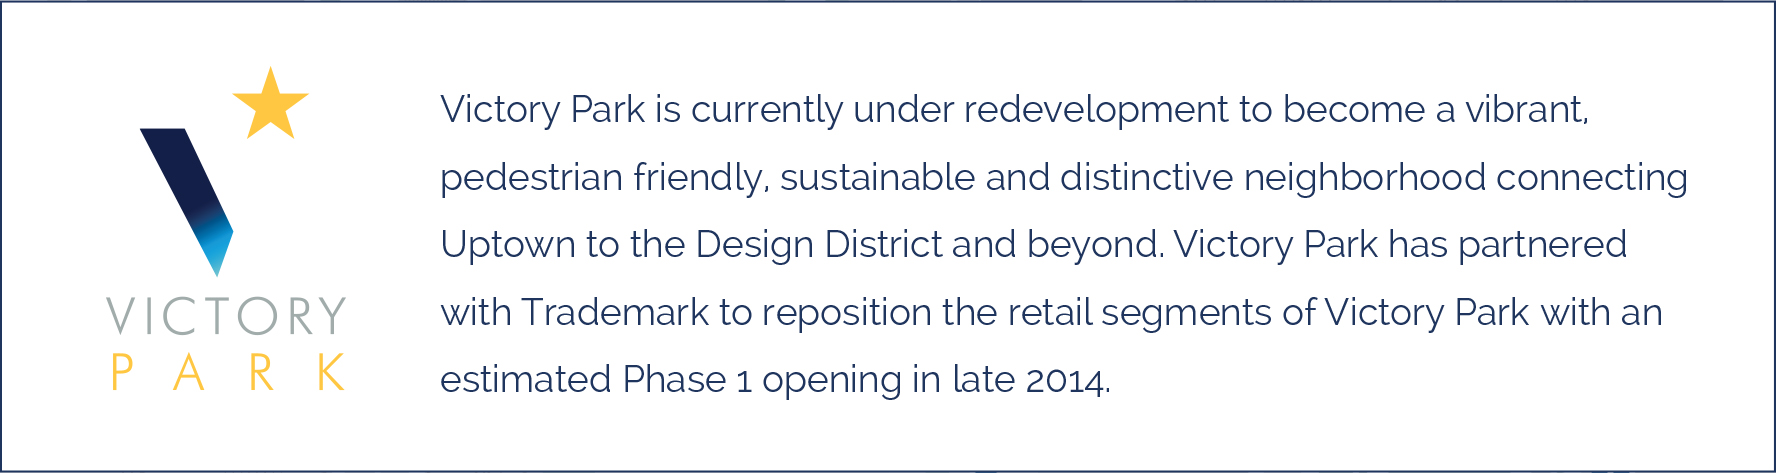 VICTORY
PARK
Victory Park is currently under redevelopment to become a vibrant,
pedestrian friendly, sustainable and distinctive neighborhood connecting
Uptown to the Design District and beyond. Victory Park has partnered
with Trademark to reposition the retail segments of Victory Park with an
estimated Phase 1 opening in late 2014.